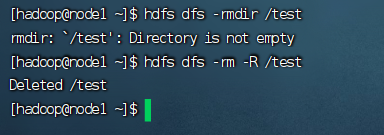 [hadoop@node1 ~]$ hdfs dfs -rmdir /test
rmdir: `/test': Directory is not empty
[hadoop@node1 ~]$ hdfs dfs -rm -R /test
Deleted /test
[hadoop@node1 ~]$